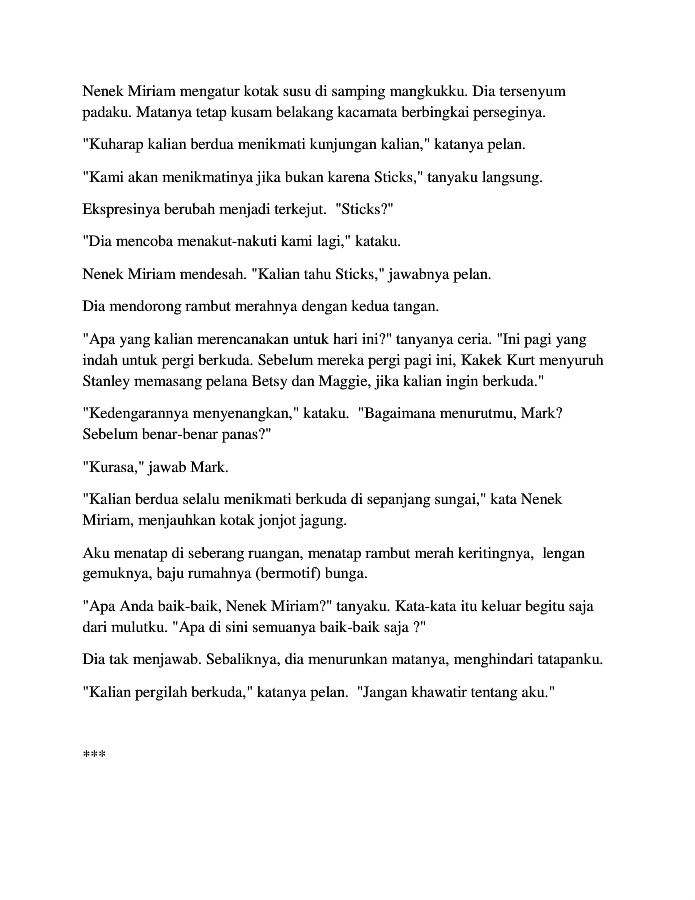 Nenek Miriam mengatur kotak susu di samping mangkukku. Dia tersenyum
padaku. Matanya tetap kusam belakang kacamata berbingkai perseginya.
"Kuharap kalian berdua menikmati kunjungan kalian," katanya pelan.
"Kami akan menikmatinya jika bukan karena Sticks," tanyaku langsung.
Ekspresinya berubah menjadi terkejut.  "Sticks?"
"Dia mencoba menakut-nakuti kami lagi," kataku.
Nenek Miriam mendesah. "Kalian tahu Sticks," jawabnya pelan.
Dia mendorong rambut merahnya dengan kedua tangan.
"Apa yang kalian merencanakan untuk hari ini?" tanyanya ceria. "Ini pagi yang
indah untuk pergi berkuda. Sebelum mereka pergi pagi ini, Kakek Kurt menyuruh
Stanley memasang pelana Betsy dan Maggie, jika kalian ingin berkuda."
"Kedengarannya menyenangkan," kataku.  "Bagaimana menurutmu, Mark?
Sebelum benar-benar panas?"
"Kurasa," jawab Mark.
"Kalian berdua selalu menikmati berkuda di sepanjang sungai," kata Nenek
Miriam, menjauhkan kotak jonjot jagung.
Aku menatap di seberang ruangan, menatap rambut merah keritingnya,  lengan
gemuknya, baju rumahnya (bermotif) bunga.
"Apa Anda baik-baik, Nenek Miriam?" tanyaku. Kata-kata itu keluar begitu saja
dari mulutku. "Apa di sini semuanya baik-baik saja ?"
Dia tak menjawab. Sebaliknya, dia menurunkan matanya, menghindari tatapanku.
"Kalian pergilah berkuda," katanya pelan.  "Jangan khawatir tentang aku."
***